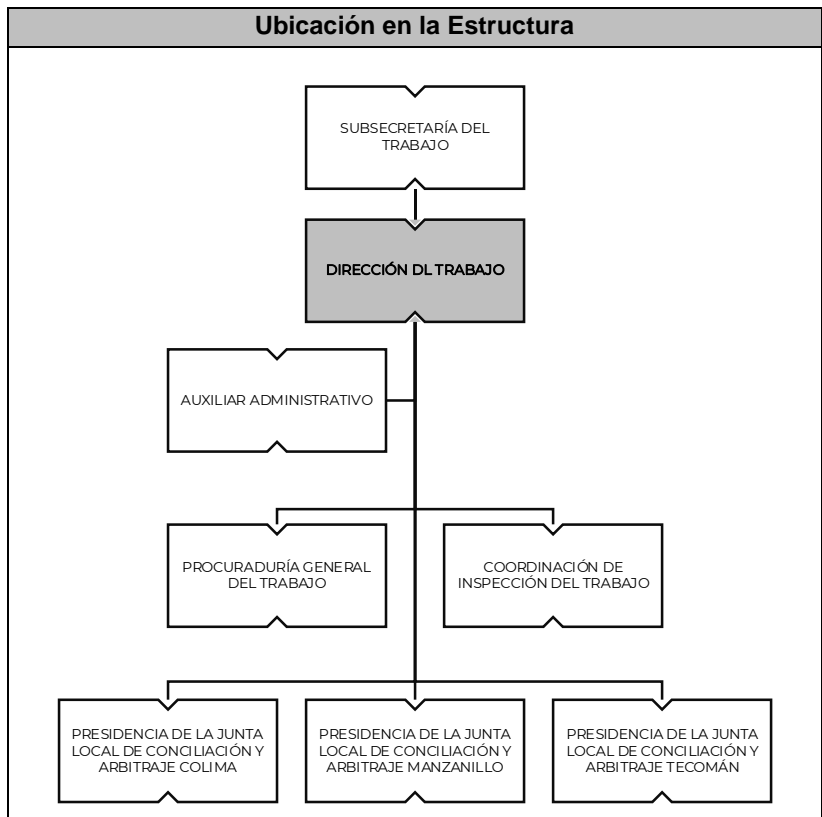 Ubicación en la Estructura
SUBSECRETARÍA DEL
TRABAJO
DIRECCIÓN DL TRABAJO
AUXILIAR ADMINISTRATIVO
PROCURADURÍA GENERAL
DEL TRABAJO
COORDINACIÓN DE
INSPECCIÓN DEL TRABAJO
PRESIDENCIA DE LA JUNTA
LOCAL DE CONCILIACIÓN Y
ARBITRAJE COLIMA
PRESIDENCIA DE LA JUNTA
LOCAL DE CONCILIACIÓN Y
ARBITRAJE MANZANILLO
PRESIDENCIA DE LA JUNTA
LOCAL DE CONCILIACIÓN Y
ARBITRAJE TECOMÁN